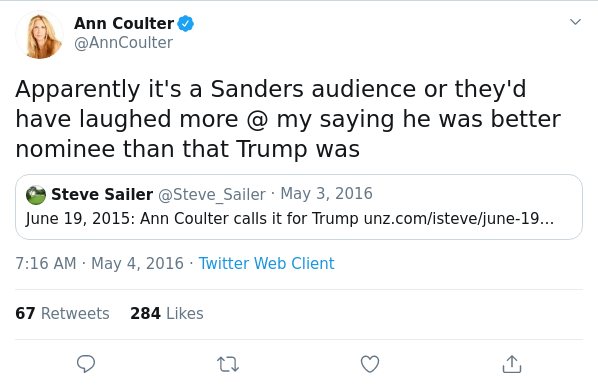 Ann Coulter
@AnnCoulter
Apparently it's a Sanders audience or they'd
have laughed more @ my saying he was better
nominee than that Trump was
Steve Sailer @Steve_Sailer · May 3, 2016
June 19, 2015: Ann Coulter calls it for Trump unz.com/isteve/june-19...
7:16 AM · May 4, 2016 · Twitter Web Client
67 Retweets 284 Likes